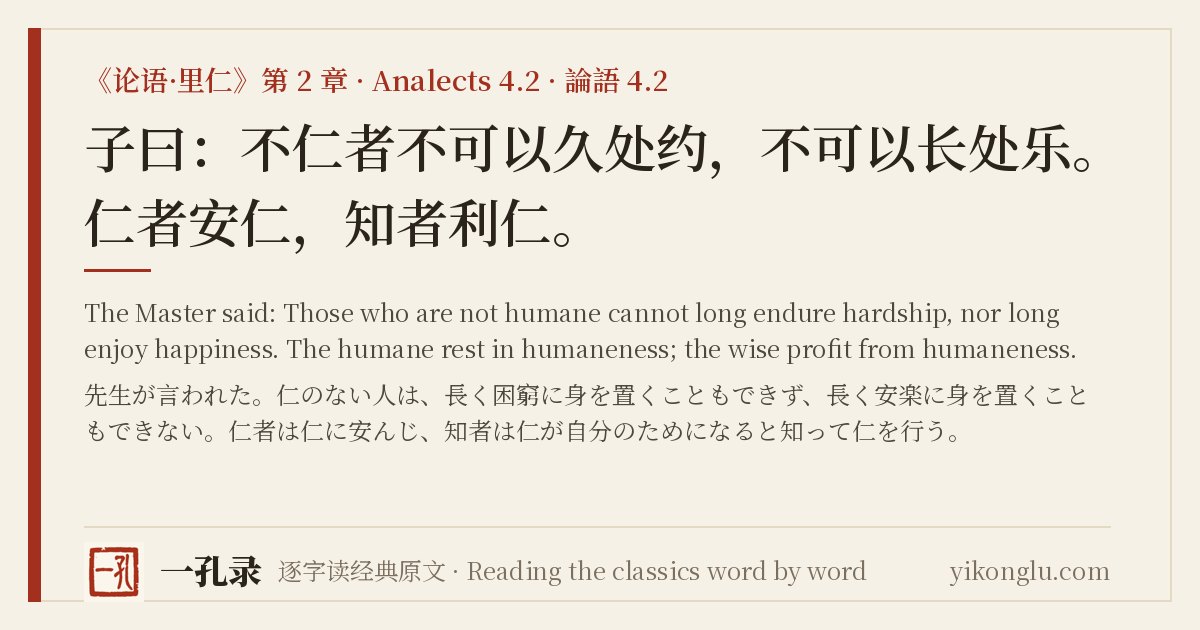 《论语·里仁》第 2 章 · Analects 4.2 · 論語 4.2
子曰：不仁者不可以久处约，不可以长处乐。
仁者安仁，知者利仁。
The Master said: Those who are not humane cannot long endure hardship, nor long
enjoy happiness. The humane rest in humaneness; the wise profit from humaneness.
先生が言われた。仁のない人は、長く困窮に身を置くこともできず、長く安楽に身を置くこと
もできない。仁者は仁に安んじ、知者は仁が自分のためになると知って仁を行う。
一孔
一孔录 逐字读经典原文 · Reading the classics word by word yikonglu.com